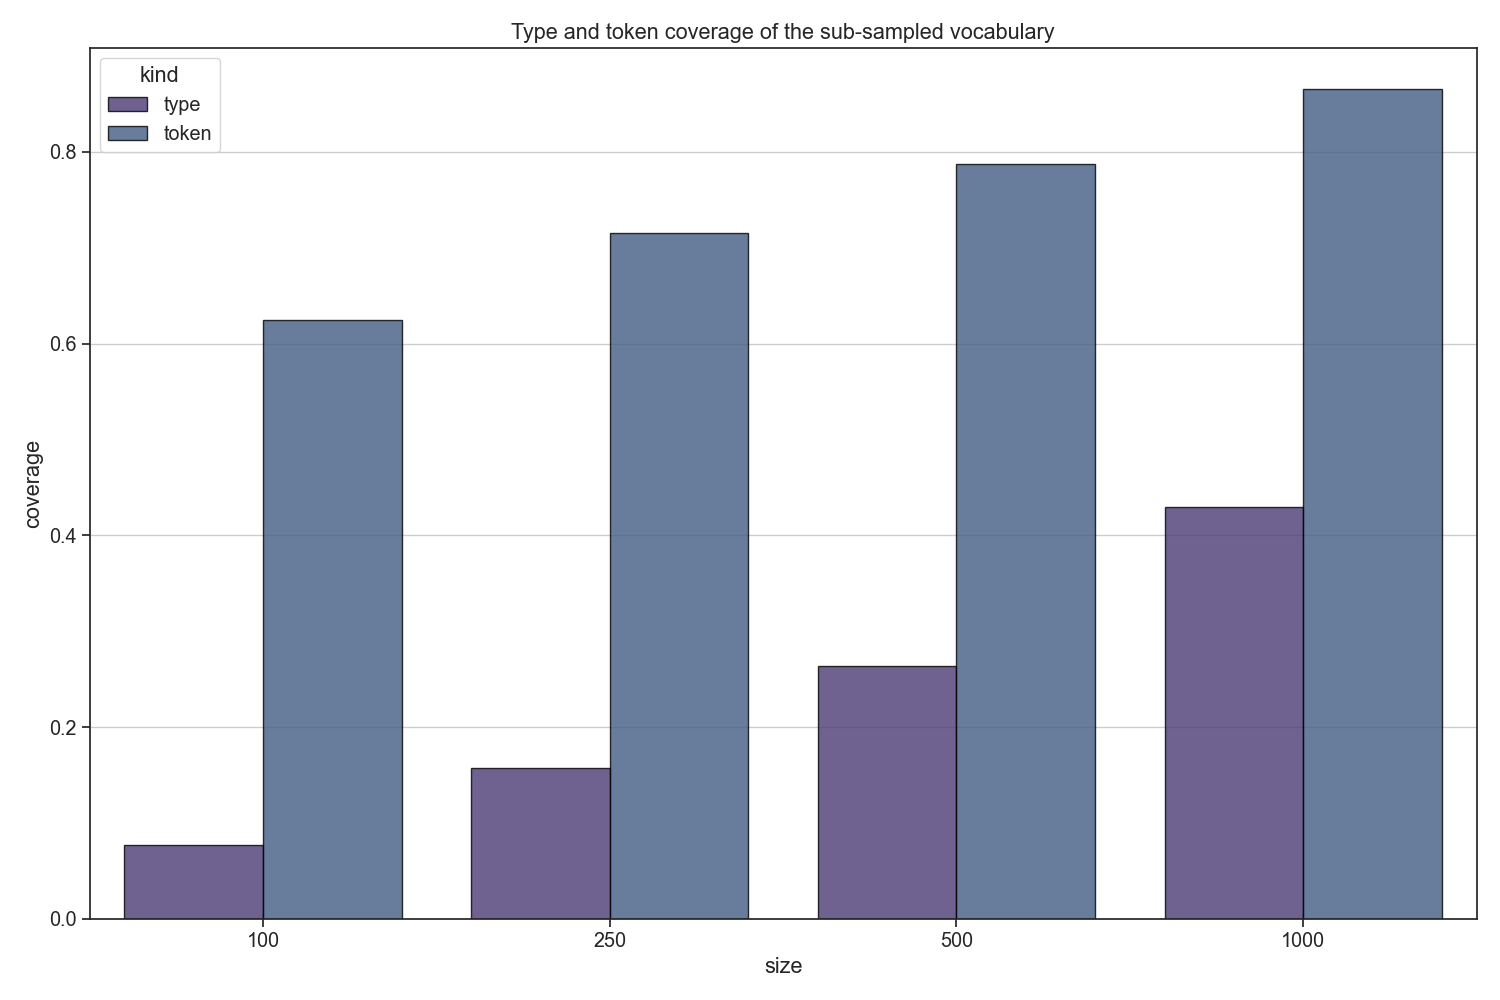 Type and token coverage of the sub-sampled vocabulary
kind
type
token
coverage
0.8
0.6
0.4
0.2
0.0
100 250 500 1000
size